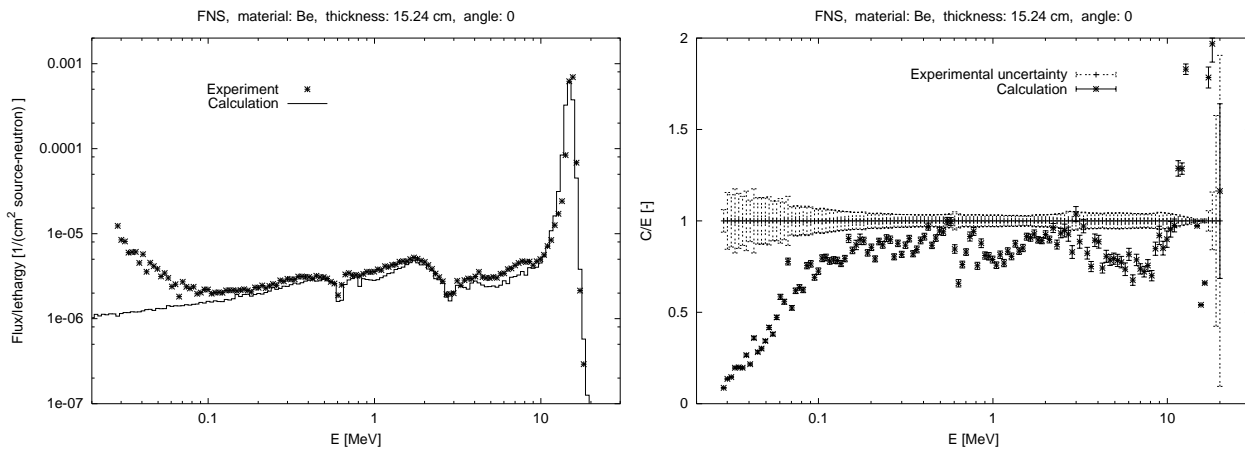 FNS, material: Be, thickness: 15.24 cm, angle: 0
Flux/lethargy [1/(cm² source-neutron) ]
0.001
0.0001
1e-05
1e-06
1e-07
Experiment
Calculation
0.1
1
10
E [MeV]
FNS, material: Be, thickness: 15.24 cm, angle: 0
C/E [-]
2
1.5
1
0.5
0
Experimental uncertainty
Calculation
0.1
1
10
E [MeV]